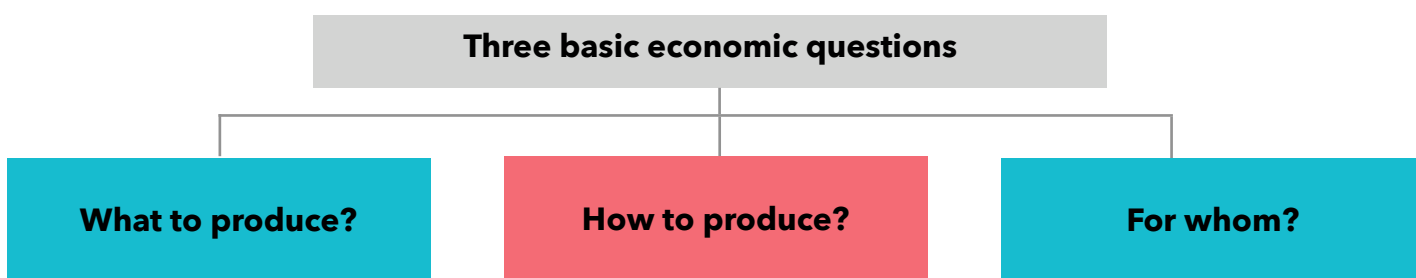 Three basic economic questions
What to produce?
How to produce?
For whom?